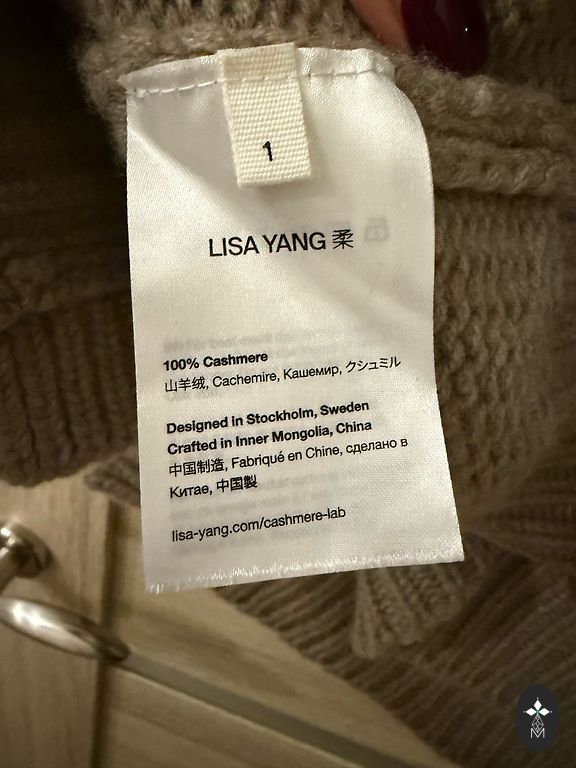 1
LISA YANG 柔
100% Cashmere
山羊绒, Cachemire, Кашемир, クシュミル
Designed in Stockholm, Sweden
Crafted in Inner Mongolia, China
中国制造, Fabriqué en Chine, сделано в
Китае, 中国製
lisa-yang.com/cashmere-lab
M